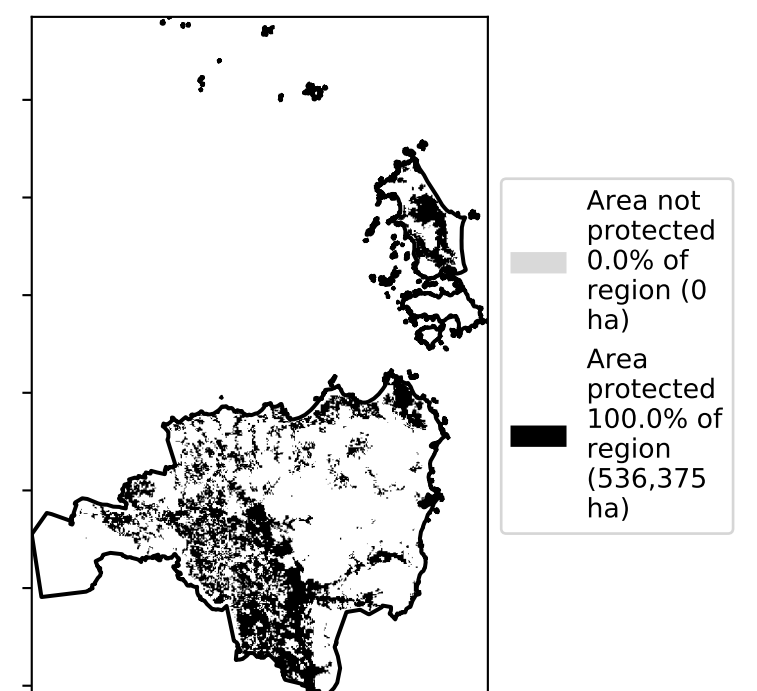 Area not
protected
0.0% of
region (0
ha)
Area
protected
100.0% of
region
(536,375
ha)